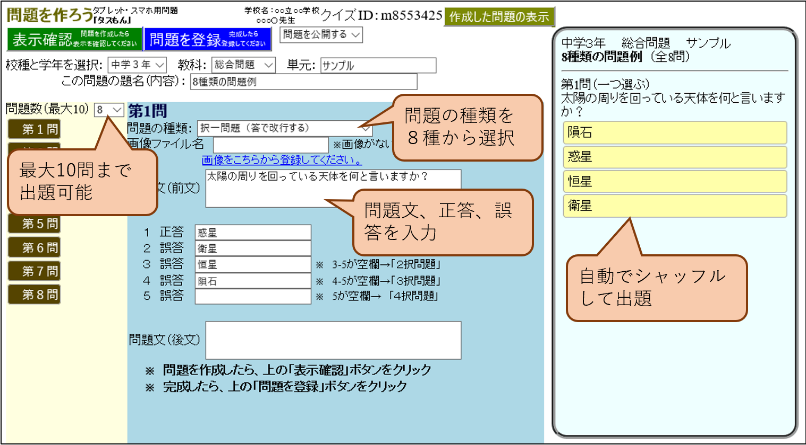 問題を作ろう タブレット・スマホ用問題 「タスもん」 学校名:○○立○○学校 ○○○○先生 クイズID:m8553425 作成した問題の表示
表示確認 問題を作成したら 表示を確認してください 問題を登録 完成したら 登録してください 問題を公開する
校種と学年を選択: 中学3年 教科: 総合問題 単元: サンプル
この問題の題名(内容): 8種類の問題例
問題数(最大10) 8
第1問
第5問
第6問
第7問
第8問
最大10問まで
出題可能
第1問
問題の種類: 択一問題（答で改行する）
画像ファイル名 ※画像がない
画像をこちらから登録してください。
文(前文) 太陽の周りを回っている天体を何と言いますか？
1 正答 惑星
2 誤答 衛星
3 誤答 恒星 ※ 3-5が空欄→「2択問題」
4 誤答 隕石 ※ 4-5が空欄→「3択問題」
5 誤答 ※ 5が空欄→ 「4択問題」
問題文(後文)
※ 問題を作成したら、上の「表示確認」ボタンをクリック
※ 完成したら、上の「問題を登録」ボタンをクリック
問題の種類を
８種から選択
問題文、正答、誤
答を入力
中学3年 総合問題 サンプル
8種類の問題例 (全8問)
第1問(一つ選ぶ)
太陽の周りを回っている天体を何と言います
か？
隕石
惑星
恒星
衛星
自動でシャッフル
して出題